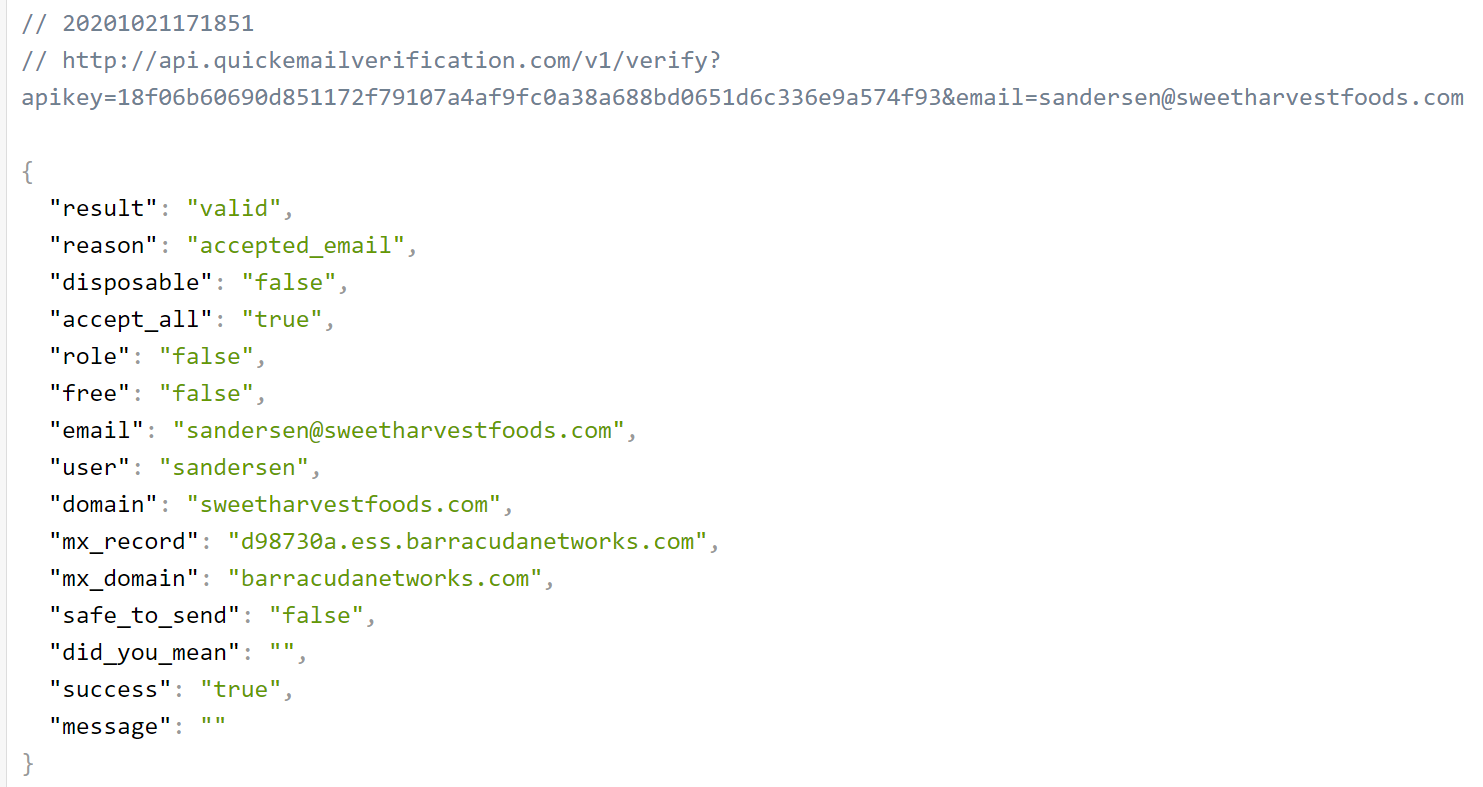 // 20201021171851
// http://api.quickemailverification.com/v1/verify?
apikey=18f06b60690d851172f79107a4af9fc0a38a688bd0651d6c336e9a574f93&email=sandersen@sweetharvestfoods.com
{
"result": "valid",
"reason": "accepted_email",
"disposable": "false",
"accept_all": "true",
"role": "false",
"free": "false",
"email": "sandersen@sweetharvestfoods.com",
"user": "sandersen",
"domain": "sweetharvestfoods.com",
"mx_record": "d98730a.ess.barracudanetworks.com",
"mx_domain": "barracudanetworks.com",
"safe_to_send": "false",
"did_you_mean": "",
"success": "true",
"message": ""
}